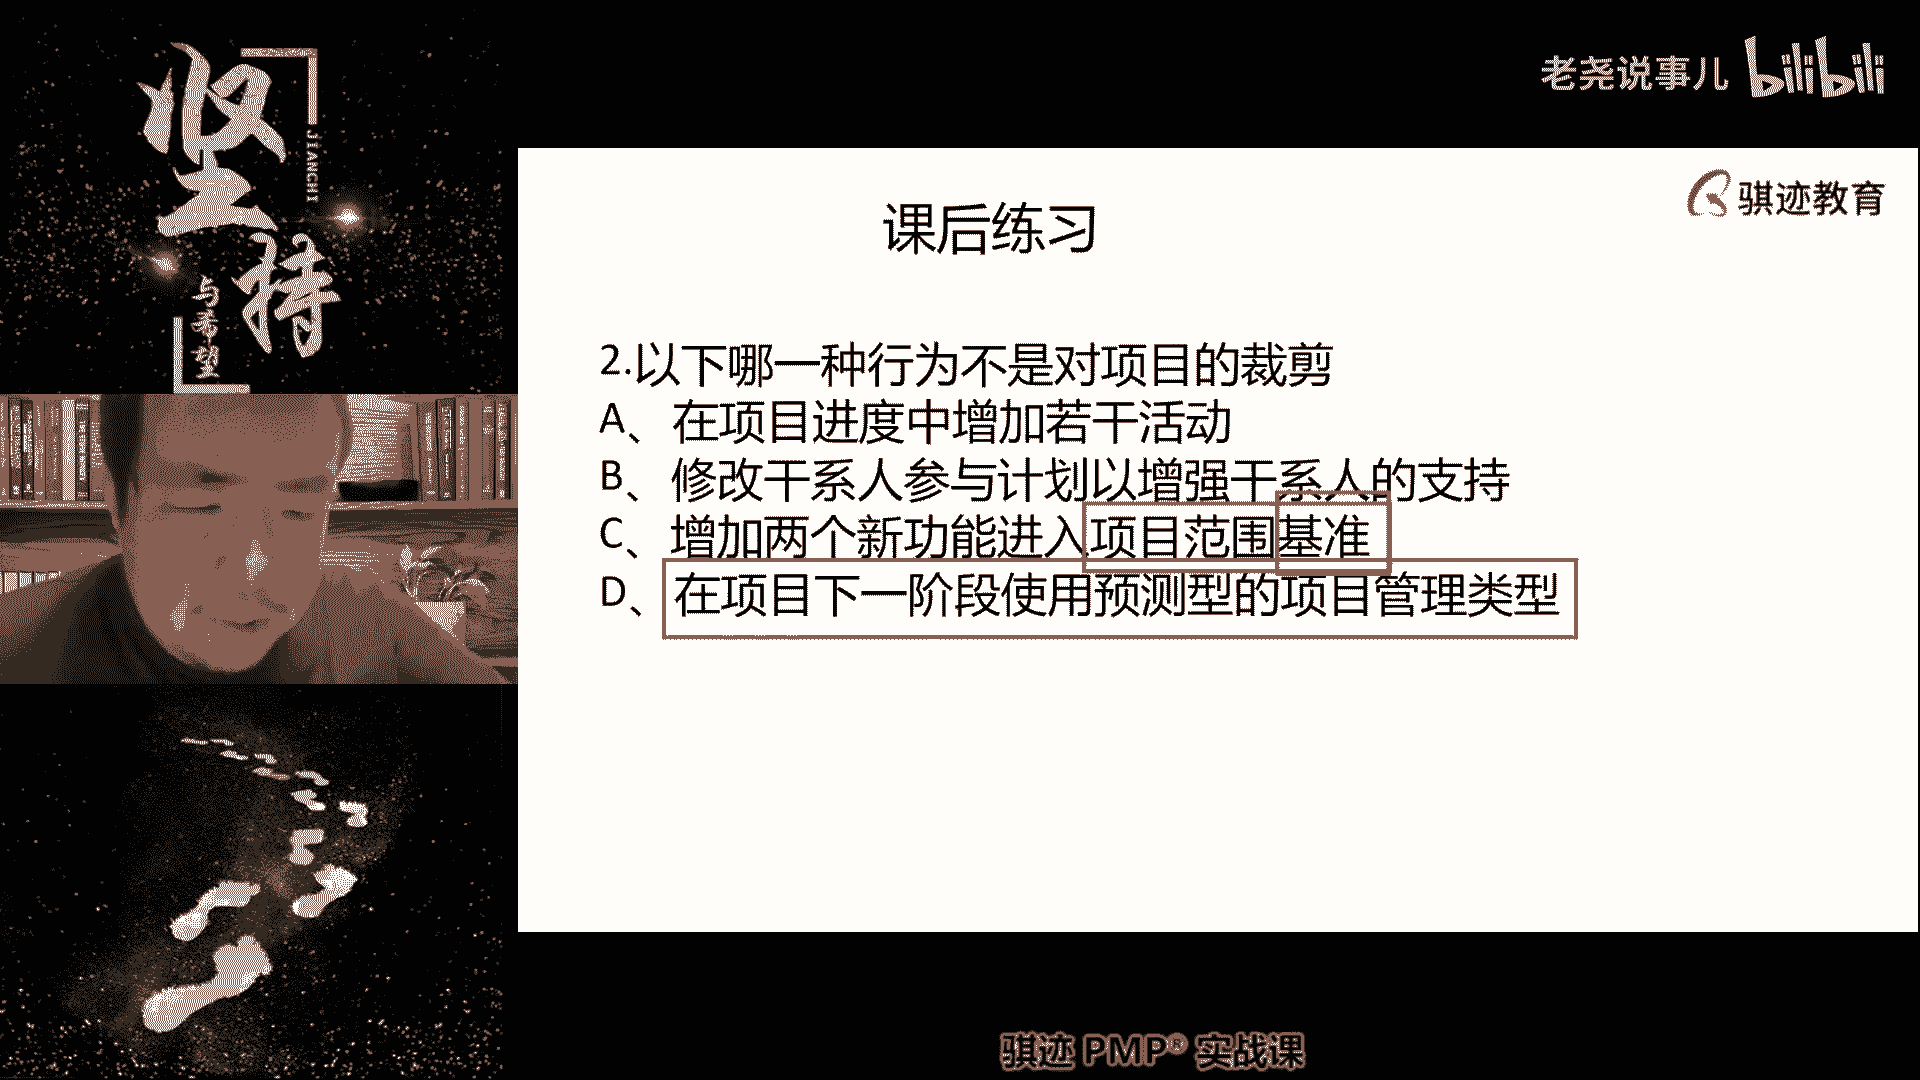 坚持
JIANCHI
与希望
老尧说事儿 bilibili
骐迹教育
课后练习
2.以下哪一种行为不是对项目的裁剪
A、在项目进度中增加若干活动
B、修改干系人参与计划以增强干系人的支持
C、增加两个新功能进入项目范围基准
D、在项目下一阶段使用预测型的项目管理类型
骐迹 PMP® 实战课